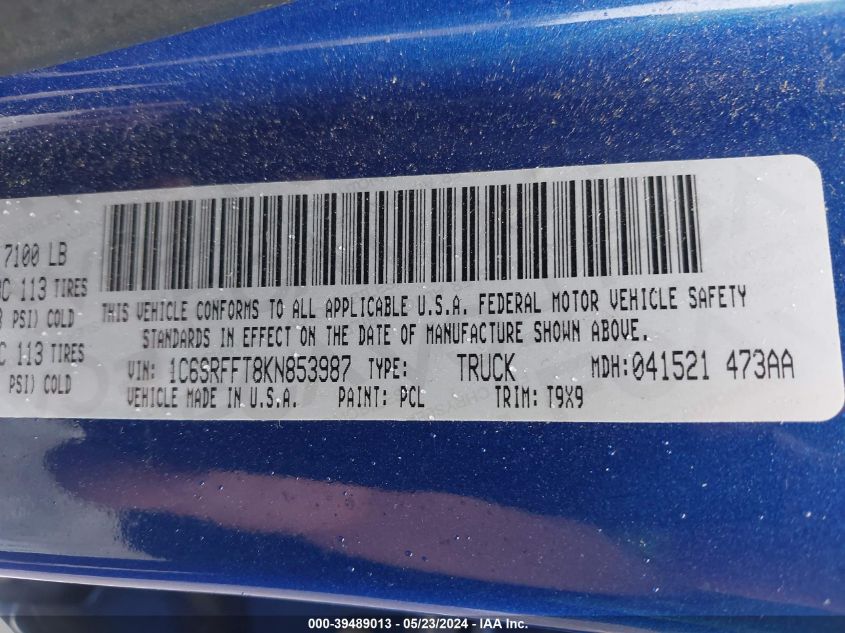 7100 LB
C 113 TIRES
PSI) COLD
C 113 TIRES
PSI) COLD
THIS VEHICLE CONFORMS TO ALL APPLICABLE U.S.A. FEDERAL MOTOR VEHICLE SAFETY
STANDARDS IN EFFECT ON THE DATE OF MANUFACTURE SHOWN ABOVE.
VIN: 1C6SRFFT8KN853987 TYPE: TRUCK MDH: 041521 473AA
VEHICLE MADE IN U.S.A. PAINT: PCL TRIM: T9X9
000-39489013 - 05/23/2024 - IAA Inc.